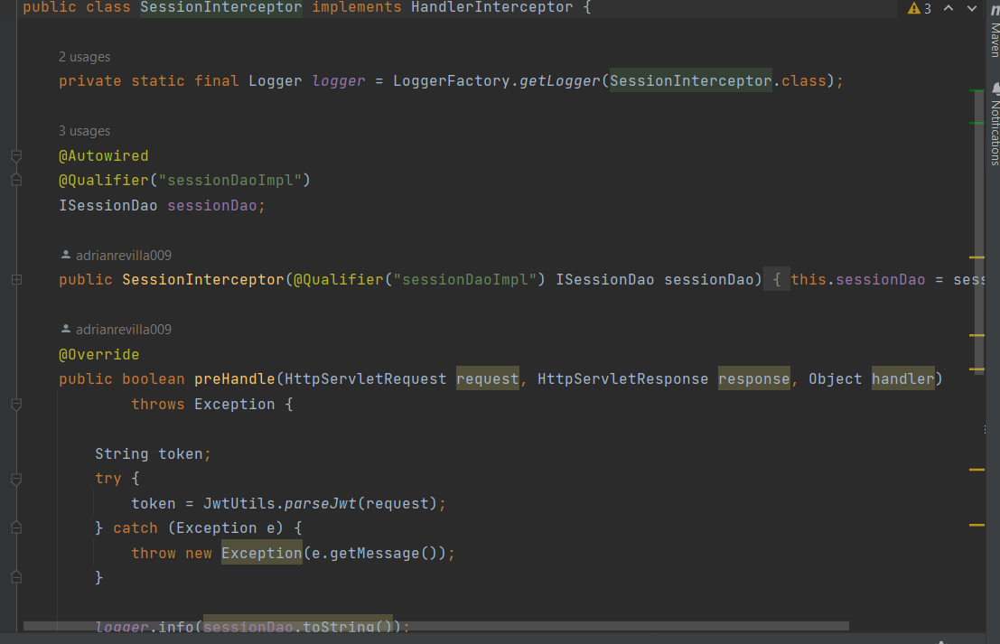 public class SessionInterceptor implements HandlerInterceptor {
3
2 usages
private static final Logger logger = LoggerFactory.getLogger(SessionInterceptor.class);
3 usages
@Autowired
@Qualifier("sessionDaoImpl")
ISessionDao sessionDao;
adrianrevilla009
public SessionInterceptor(@Qualifier("sessionDaoImpl") ISessionDao sessionDao) { this.sessionDao = sess
adrianrevilla009
@Override
public boolean preHandle(HttpServletRequest request, HttpServletResponse response, Object handler)
throws Exception {
String token;
try {
token = JwtUtils.parseJwt(request);
} catch (Exception e) {
throw new Exception(e.getMessage());
}
logger.info(sessionDao.toString());
m
Maven
Notifications